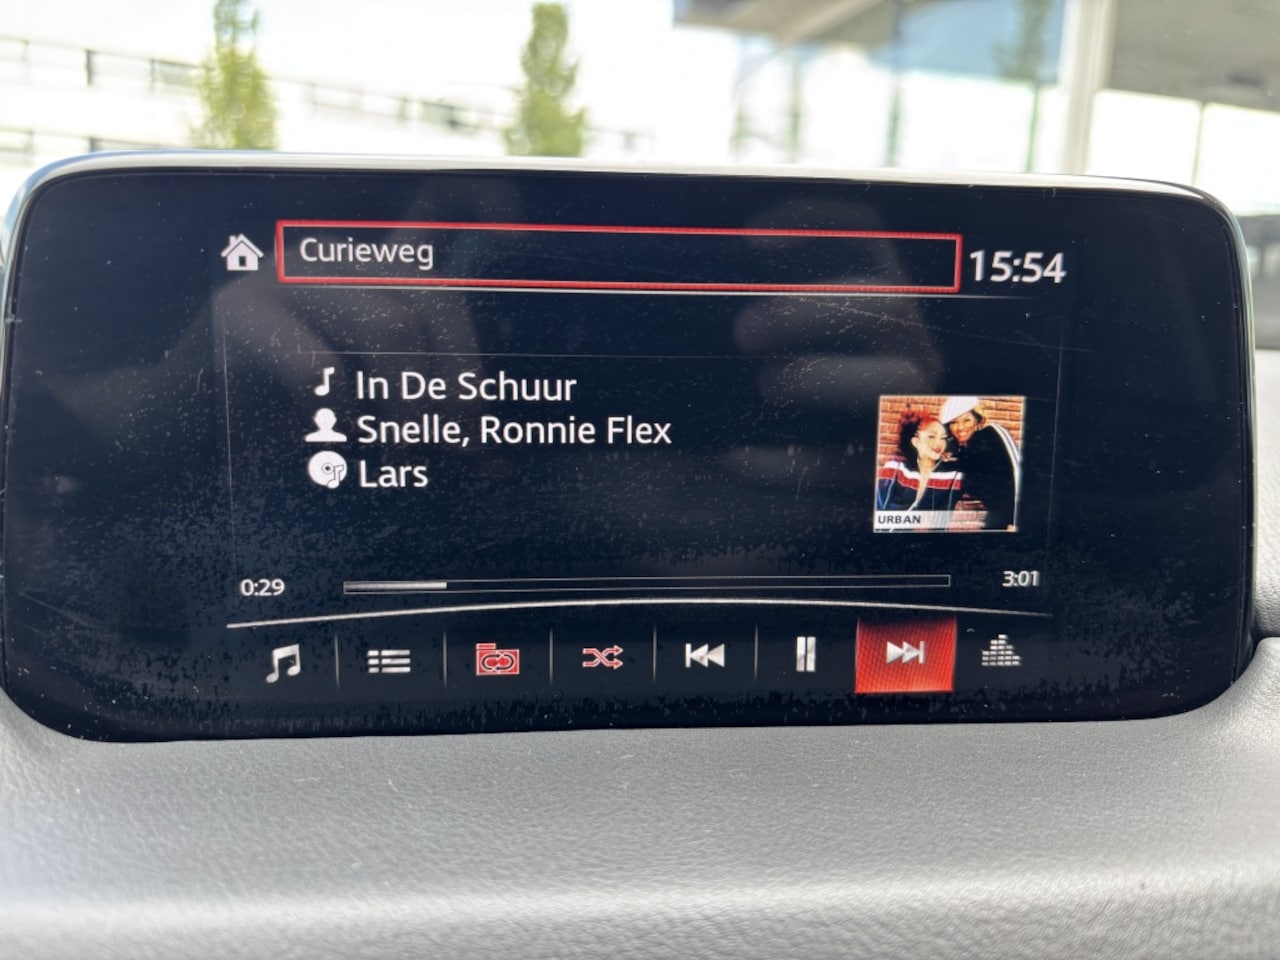 Curieweg
15:54
In De Schuur
Snelle, Ronnie Flex
Lars
URBAN
0:29
3:01